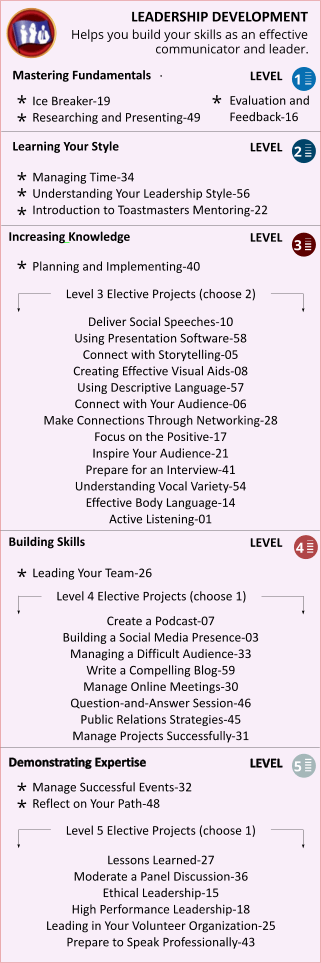 LEADERSHIP DEVELOPMENT
Helps you build your skills as an effective
communicator and leader.
Mastering Fundamentals LEVEL 1
* Ice Breaker-19
* Researching and Presenting-49
* Evaluation and
Feedback-16
Learning Your Style LEVEL 2
* Managing Time-34
* Understanding Your Leadership Style-56
* Introduction to Toastmasters Mentoring-22
Increasing Knowledge LEVEL 3
* Planning and Implementing-40
Level 3 Elective Projects (choose 2)
Deliver Social Speeches-10
Using Presentation Software-58
Connect with Storytelling-05
Creating Effective Visual Aids-08
Using Descriptive Language-57
Connect with Your Audience-06
Make Connections Through Networking-28
Focus on the Positive-17
Inspire Your Audience-21
Prepare for an Interview-41
Understanding Vocal Variety-54
Effective Body Language-14
Active Listening-01
Building Skills LEVEL 4
* Leading Your Team-26
Level 4 Elective Projects (choose 1)
Create a Podcast-07
Building a Social Media Presence-03
Managing a Difficult Audience-33
Write a Compelling Blog-59
Manage Online Meetings-30
Question-and-Answer Session-46
Public Relations Strategies-45
Manage Projects Successfully-31
Demonstrating Expertise LEVEL 5
* Manage Successful Events-32
* Reflect on Your Path-48
Level 5 Elective Projects (choose 1)
Lessons Learned-27
Moderate a Panel Discussion-36
Ethical Leadership-15
High Performance Leadership-18
Leading in Your Volunteer Organization-25
Prepare to Speak Professionally-43